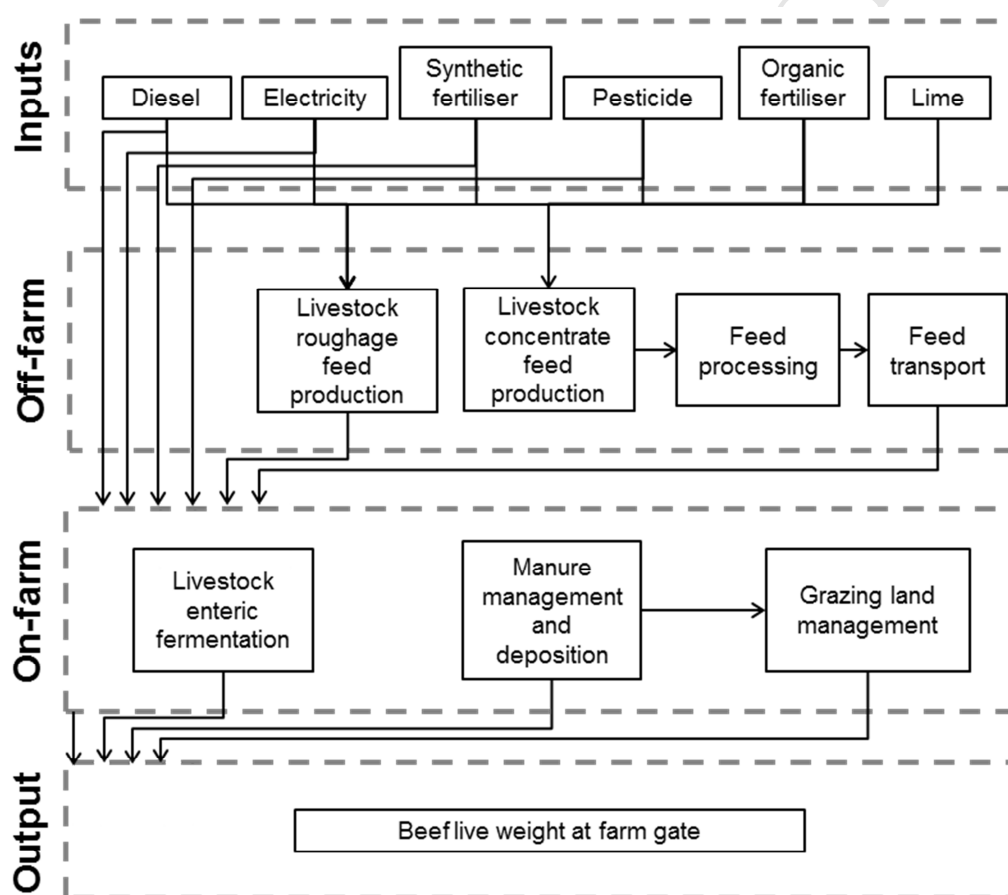 Inputs
Diesel
Electricity
Synthetic
fertiliser
Pesticide
Organic
fertiliser
Lime
Off-farm
Livestock
roughage
feed
production
Livestock
concentrate
feed
production
Feed
processing
Feed
transport
On-farm
Livestock
enteric
fermentation
Manure
management
and
deposition
Grazing land
management
Output
Beef live weight at farm gate